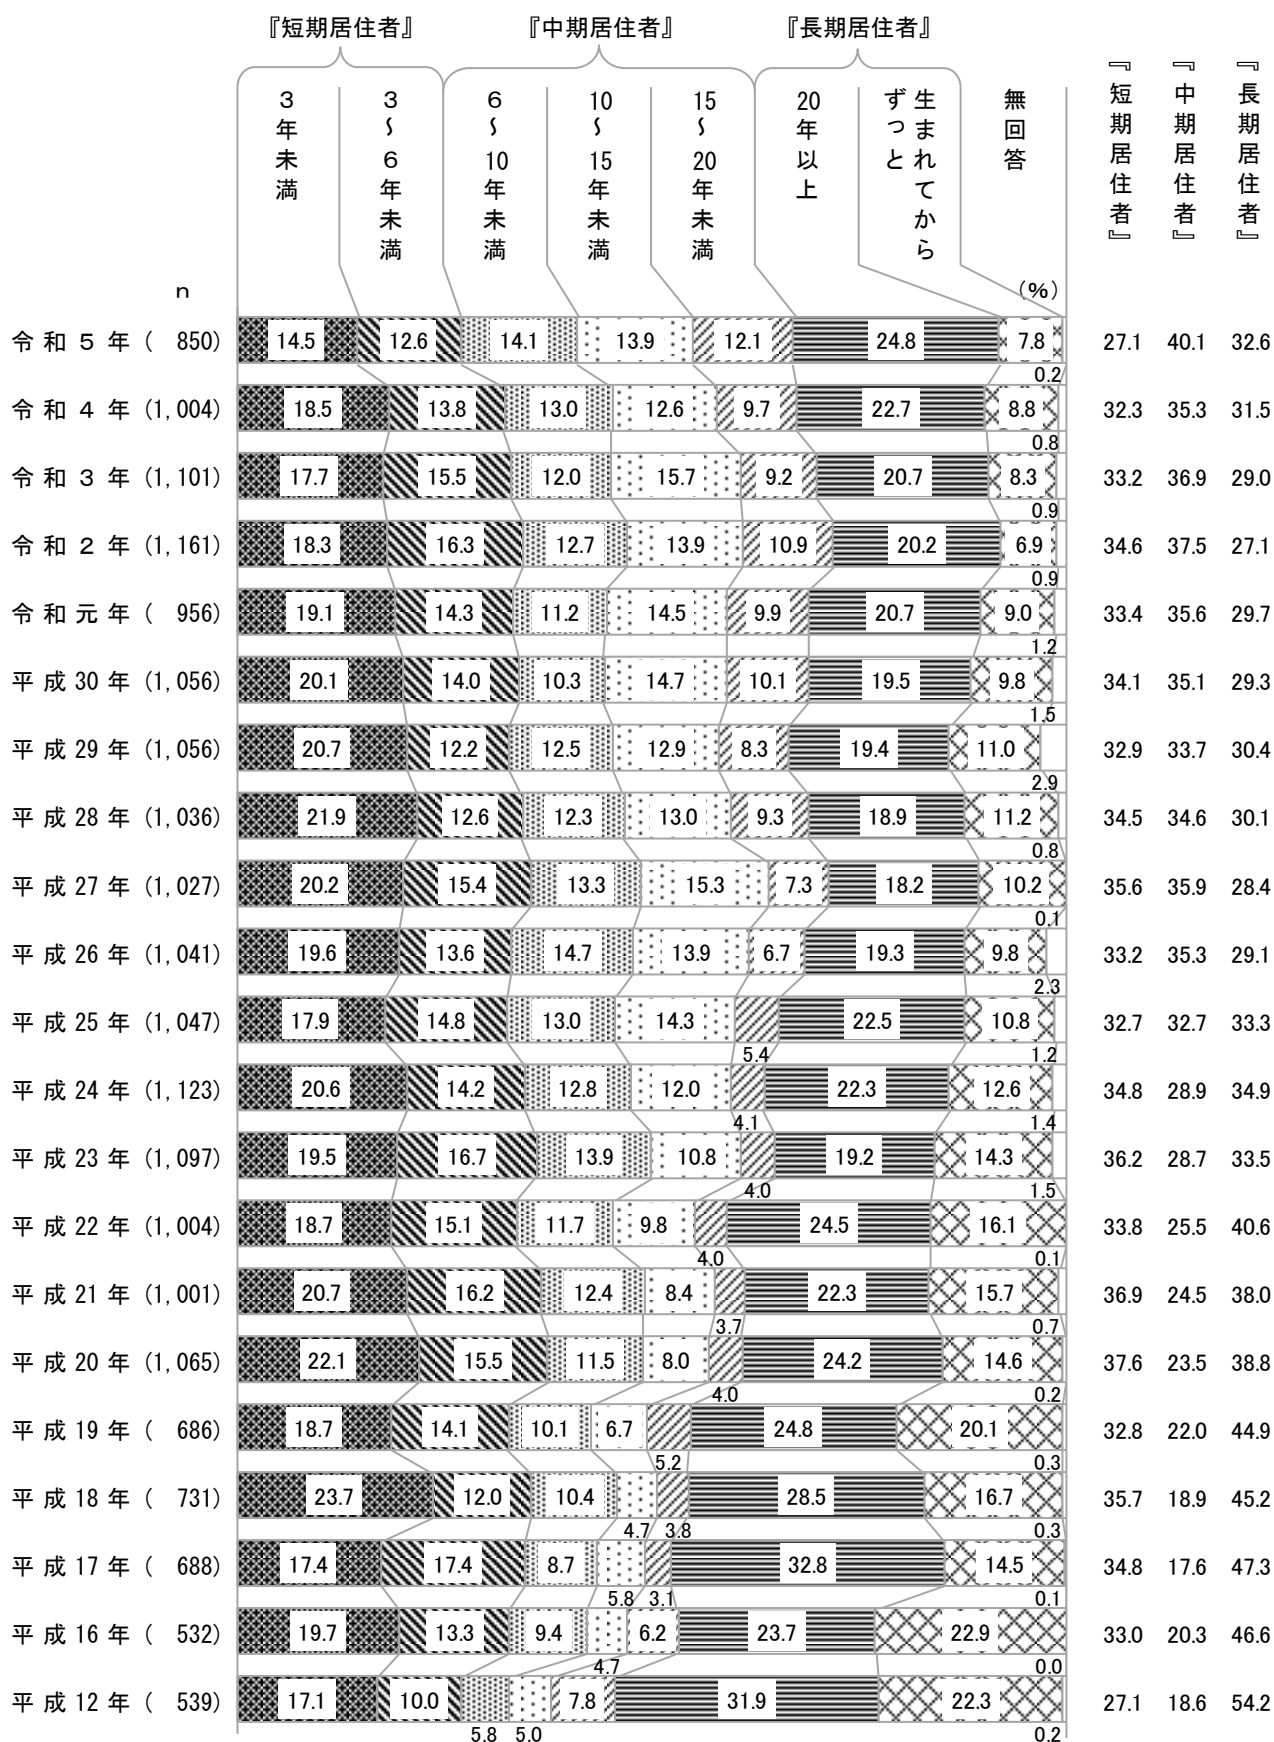 『短期居住者』 『中期居住者』 『長期居住者』
3年未満
3～6年未満
6～10年未満
10～15年未満
15～20年未満
20年以上
生まれてからずっと
無回答
『短期居住者』
『中期居住者』
『長期居住者』
n (%)
令和5年( 850) 14.5 12.6 14.1 13.9 12.1 24.8 7.8 27.1 40.1 32.6
0.2
令和4年(1,004) 18.5 13.8 13.0 12.6 9.7 22.7 8.8 32.3 35.3 31.5
0.8
令和3年(1,101) 17.7 15.5 12.0 15.7 9.2 20.7 8.3 33.2 36.9 29.0
0.9
令和2年(1,161) 18.3 16.3 12.7 13.9 10.9 20.2 6.9 34.6 37.5 27.1
0.9
令和元年( 956) 19.1 14.3 11.2 14.5 9.9 20.7 9.0 33.4 35.6 29.7
1.2
平成30年(1,056) 20.1 14.0 10.3 14.7 10.1 19.5 9.8 34.1 35.1 29.3
1.5
平成29年(1,056) 20.7 12.2 12.5 12.9 8.3 19.4 11.0 32.9 33.7 30.4
2.9
平成28年(1,036) 21.9 12.6 12.3 13.0 9.3 18.9 11.2 34.5 34.6 30.1
0.8
平成27年(1,027) 20.2 15.4 13.3 15.3 7.3 18.2 10.2 35.6 35.9 28.4
0.1
平成26年(1,041) 19.6 13.6 14.7 13.9 6.7 19.3 9.8 33.2 35.3 29.1
2.3
平成25年(1,047) 17.9 14.8 13.0 14.3 22.5 10.8 32.7 32.7 33.3
5.4 1.2
平成24年(1,123) 20.6 14.2 12.8 12.0 22.3 12.6 34.8 28.9 34.9
4.1 1.4
平成23年(1,097) 19.5 16.7 13.9 10.8 19.2 14.3 36.2 28.7 33.5
4.0 1.5
平成22年(1,004) 18.7 15.1 11.7 9.8 24.5 16.1 33.8 25.5 40.6
4.0 0.1
平成21年(1,001) 20.7 16.2 12.4 8.4 22.3 15.7 36.9 24.5 38.0
3.7 0.7
平成20年(1,065) 22.1 15.5 11.5 8.0 24.2 14.6 37.6 23.5 38.8
4.0 0.2
平成19年( 686) 18.7 14.1 10.1 6.7 24.8 20.1 32.8 22.0 44.9
5.2 0.3
平成18年( 731) 23.7 12.0 10.4 28.5 16.7 35.7 18.9 45.2
4.7 3.8 0.3
平成17年( 688) 17.4 17.4 8.7 32.8 14.5 34.8 17.6 47.3
5.8 3.1 0.1
平成16年( 532) 19.7 13.3 9.4 6.2 23.7 22.9 33.0 20.3 46.6
4.7 0.0
平成12年( 539) 17.1 10.0 7.8 31.9 22.3 27.1 18.6 54.2
5.8 5.0 0.2